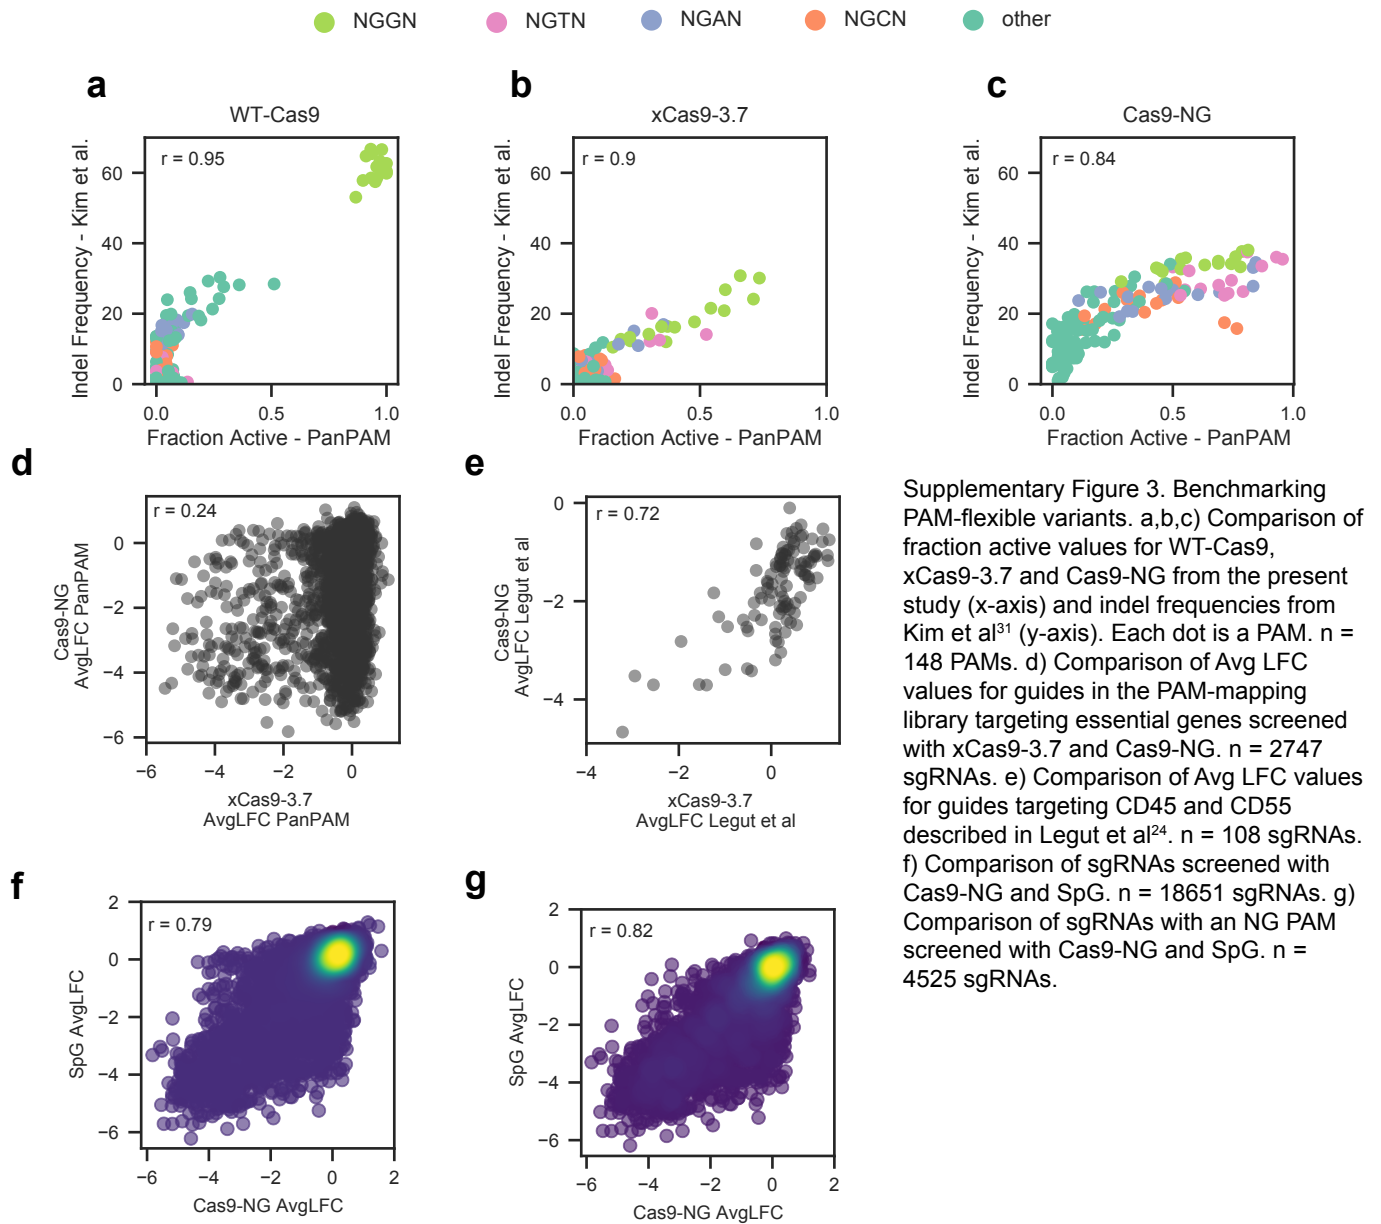 NGGN NGTN NGAN NGCN other
a
WT-Cas9
r = 0.95
Indel Frequency - Kim et al.
60
40
20
0
0.0 0.5 1.0
Fraction Active - PanPAM
b
xCas9-3.7
r = 0.9
Indel Frequency - Kim et al.
60
40
20
0
0.0 0.5 1.0
Fraction Active - PanPAM
c
Cas9-NG
r = 0.84
Indel Frequency - Kim et al.
60
40
20
0
0.0 0.5 1.0
Fraction Active - PanPAM
d
r = 0.24
Cas9-NG
AvgLFC PanPAM
0
−2
−4
−6
−6 −4 −2 0
xCas9-3.7
AvgLFC PanPAM
e
r = 0.72
Cas9-NG
AvgLFC Legut et al
0
−2
−4
−4 −2 0
xCas9-3.7
AvgLFC Legut et al
Supplementary Figure 3. Benchmarking
PAM-flexible variants. a,b,c) Comparison of
fraction active values for WT-Cas9,
xCas9-3.7 and Cas9-NG from the present
study (x-axis) and indel frequencies from
Kim et al³¹ (y-axis). Each dot is a PAM. n =
148 PAMs. d) Comparison of Avg LFC
values for guides in the PAM-mapping
library targeting essential genes screened
with xCas9-3.7 and Cas9-NG. n = 2747
sgRNAs. e) Comparison of Avg LFC values
for guides targeting CD45 and CD55
described in Legut et al²⁴. n = 108 sgRNAs.
f) Comparison of sgRNAs screened with
Cas9-NG and SpG. n = 18651 sgRNAs. g)
Comparison of sgRNAs with an NG PAM
screened with Cas9-NG and SpG. n =
4525 sgRNAs.
f
r = 0.79
SpG AvgLFC
2
0
−2
−4
−6
−6 −4 −2 0 2
Cas9-NG AvgLFC
g
r = 0.82
SpG AvgLFC
2
0
−2
−4
−6
−6 −4 −2 0 2
Cas9-NG AvgLFC